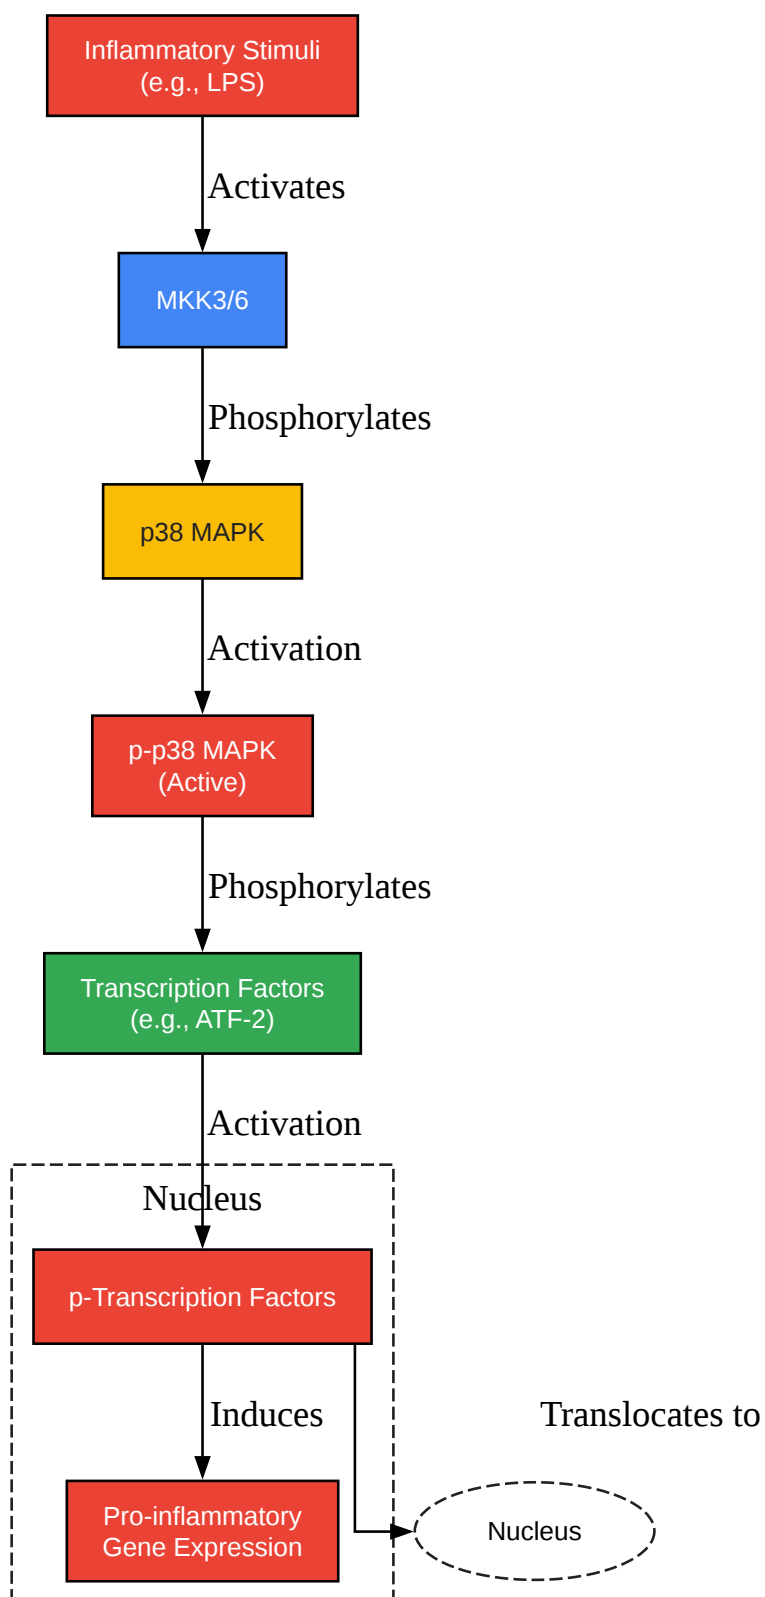 Inflammatory Stimuli
(e.g., LPS)
Activates
MKK3/6
Phosphorylates
p38 MAPK
Activation
p-p38 MAPK
(Active)
Phosphorylates
Transcription Factors
(e.g., ATF-2)
Activation
Nucleus
p-Transcription Factors
Induces
Translocates to
Pro-inflammatory
Gene Expression
Nucleus